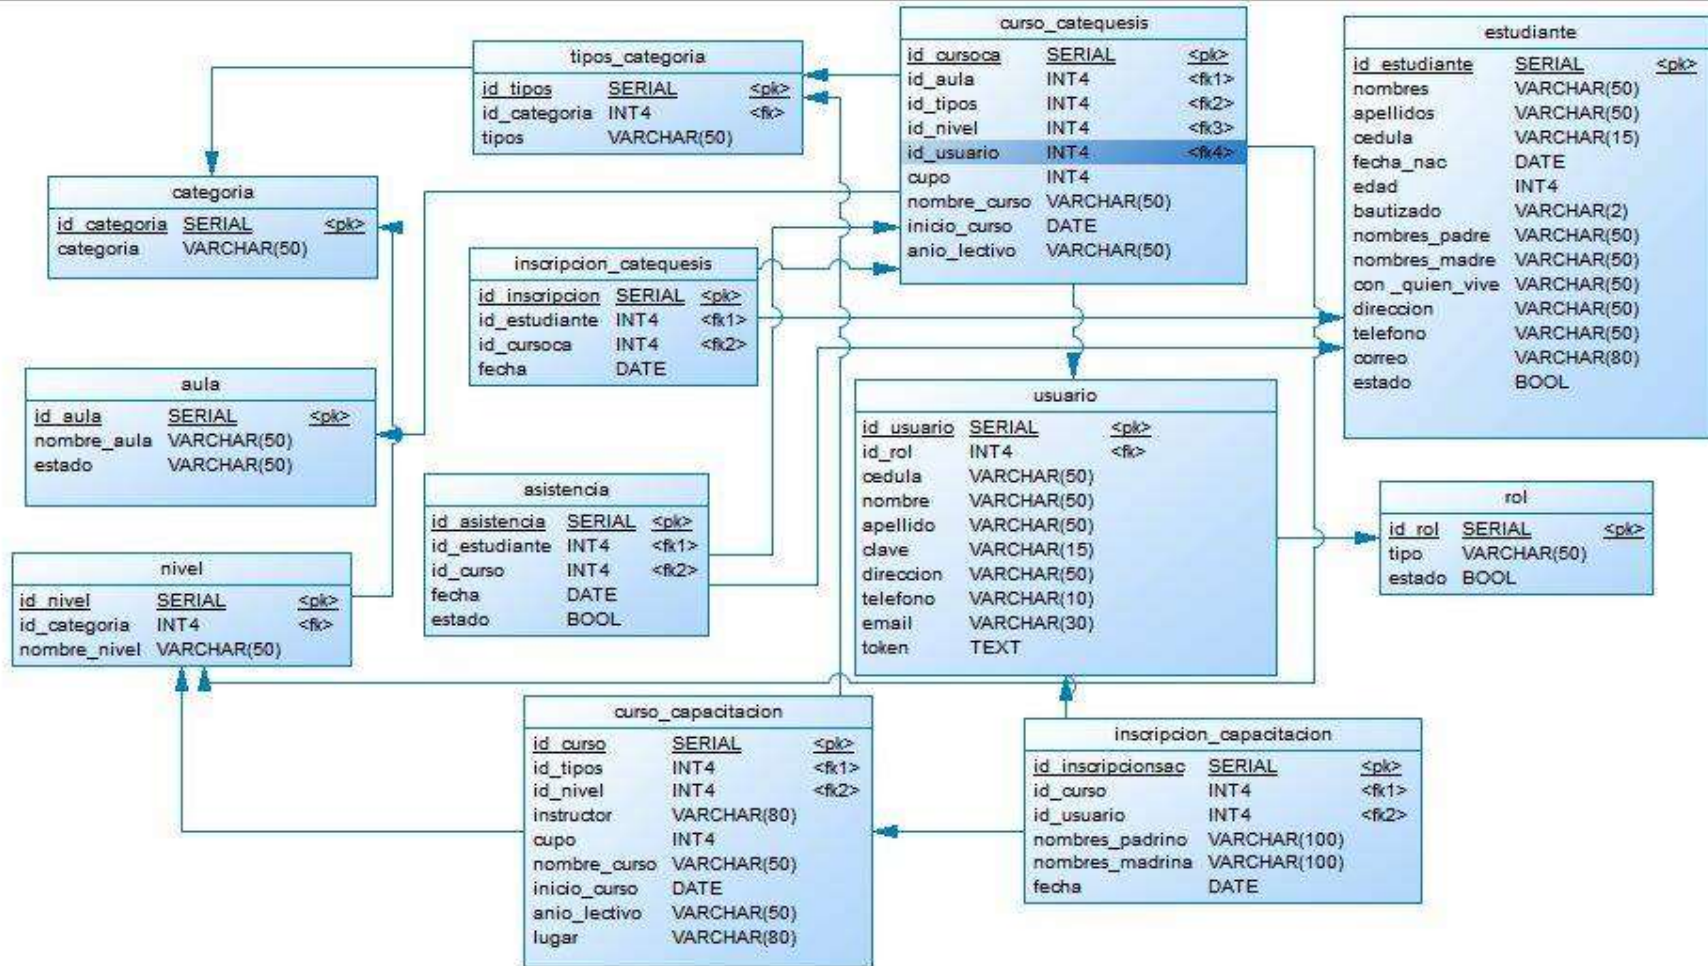 tipos_categoria
id_tipos SERIAL <pk>
id_categoria INT4 <fk>
tipos VARCHAR(50)
curso_catequesis
id_cursoca SERIAL <pk>
id_aula INT4 <fk1>
id_tipos INT4 <fk2>
id_nivel INT4 <fk3>
id_usuario INT4 <fk4>
cupo INT4
nombre_curso VARCHAR(50)
inicio_curso DATE
anio_lectivo VARCHAR(50)
estudiante
id_estudiante SERIAL <pk>
nombres VARCHAR(50)
apellidos VARCHAR(50)
cedula VARCHAR(15)
fecha_nac DATE
edad INT4
bautizado VARCHAR(2)
nombres_padre VARCHAR(50)
nombres_madre VARCHAR(50)
con _quien_vive VARCHAR(50)
direccion VARCHAR(50)
telefono VARCHAR(50)
correo VARCHAR(80)
estado BOOL
categoria
id_categoria SERIAL <pk>
categoria VARCHAR(50)
inscripcion_catequesis
id_inscripcion SERIAL <pk>
id_estudiante INT4 <fk1>
id_cursoca INT4 <fk2>
fecha DATE
aula
id_aula SERIAL <pk>
nombre_aula VARCHAR(50)
estado VARCHAR(50)
usuario
id_usuario SERIAL <pk>
id_rol INT4 <fk>
cedula VARCHAR(50)
nombre VARCHAR(50)
apellido VARCHAR(50)
clave VARCHAR(15)
direccion VARCHAR(50)
telefono VARCHAR(10)
email VARCHAR(30)
token TEXT
asistencia
id_asistencia SERIAL <pk>
id_estudiante INT4 <fk1>
id_curso INT4 <fk2>
fecha DATE
estado BOOL
rol
id_rol SERIAL <pk>
tipo VARCHAR(50)
estado BOOL
nivel
id_nivel SERIAL <pk>
id_categoria INT4 <fk>
nombre_nivel VARCHAR(50)
curso_capacitacion
id_curso SERIAL <pk>
id_tipos INT4 <fk1>
id_nivel INT4 <fk2>
instructor VARCHAR(80)
cupo INT4
nombre_curso VARCHAR(50)
inicio_curso DATE
anio_lectivo VARCHAR(50)
lugar VARCHAR(80)
inscripcion_capacitacion
id_inscripcionsac SERIAL <pk>
id_curso INT4 <fk1>
id_usuario INT4 <fk2>
nombres_padrino VARCHAR(100)
nombres_madrina VARCHAR(100)
fecha DATE